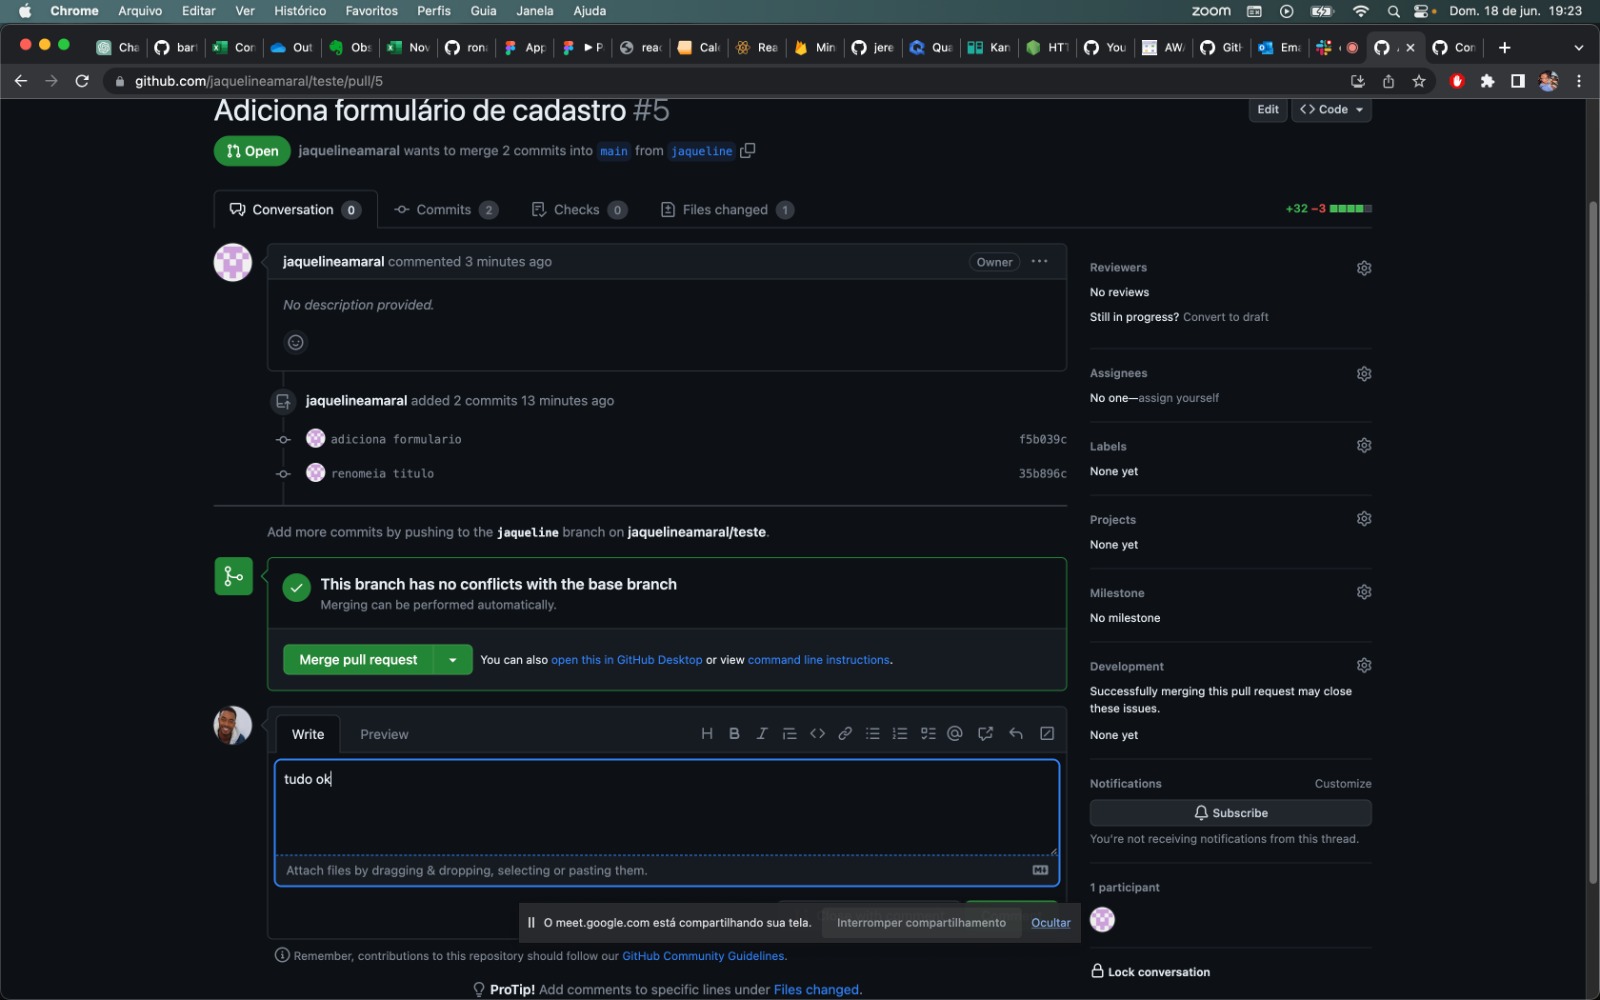 Chrome Arquivo Editar Ver Histórico Favoritos Perfis Guia Janela Ajuda zoom Dom. 18 de jun. 19:23
Cha bar Cor Out Obs Nov ron App P reac Cale Rea Min jere Qua Kan HTT You AW Gitl Ema Con
github.com/jaquelineamaral/teste/pull/5
Adiciona formulário de cadastro #5 Edit Code
Open jaquelineamaral wants to merge 2 commits into main from jaqueline
Conversation 0 Commits 2 Checks 0 Files changed 1 +32 −3
jaquelineamaral commented 3 minutes ago Owner
No description provided.
jaquelineamaral added 2 commits 13 minutes ago
adiciona formulario f5b039c
renomeia titulo 35b896c
Add more commits by pushing to the jaqueline branch on jaquelineamaral/teste.
This branch has no conflicts with the base branch
Merging can be performed automatically.
Merge pull request You can also open this in GitHub Desktop or view command line instructions.
Write Preview
tudo ok
Attach files by dragging & dropping, selecting or pasting them.
O meet.google.com está compartilhando sua tela. Interromper compartilhamento Ocultar
Remember, contributions to this repository should follow our GitHub Community Guidelines.
ProTip! Add comments to specific lines under Files changed.
Reviewers
No reviews
Still in progress? Convert to draft
Assignees
No one—assign yourself
Labels
None yet
Projects
None yet
Milestone
No milestone
Development
Successfully merging this pull request may close
these issues.
None yet
Notifications Customize
Subscribe
You're not receiving notifications from this thread.
1 participant
Lock conversation